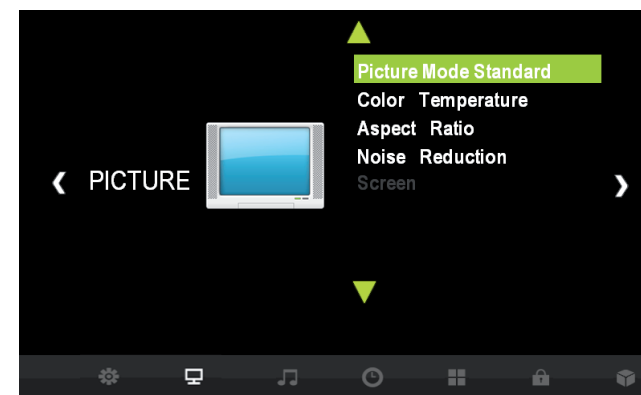 PICTURE
Picture Mode Standard
Color Temperature
Aspect Ratio
Noise Reduction
Screen